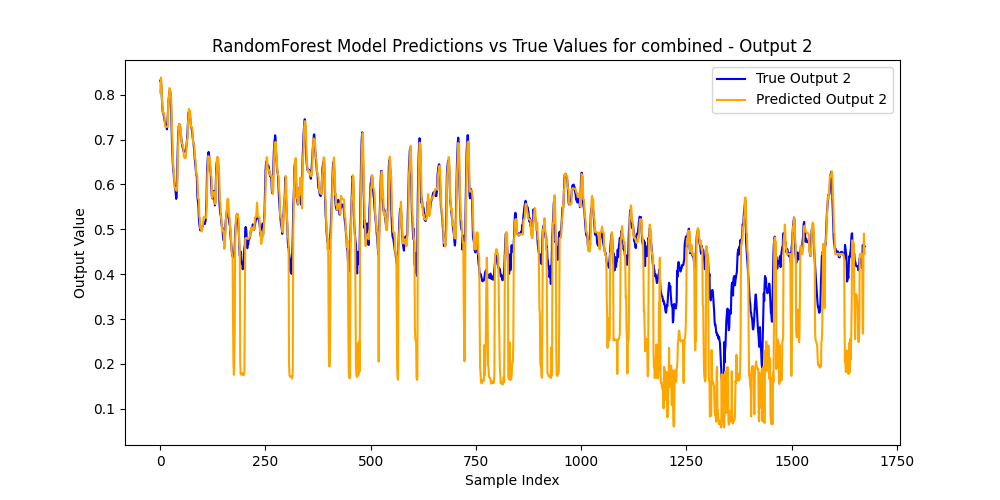 RandomForest Model Predictions vs True Values for combined - Output 2
True Output 2
Predicted Output 2
Output Value
0.8
0.7
0.6
0.5
0.4
0.3
0.2
0.1
0 250 500 750 1000 1250 1500 1750
Sample Index